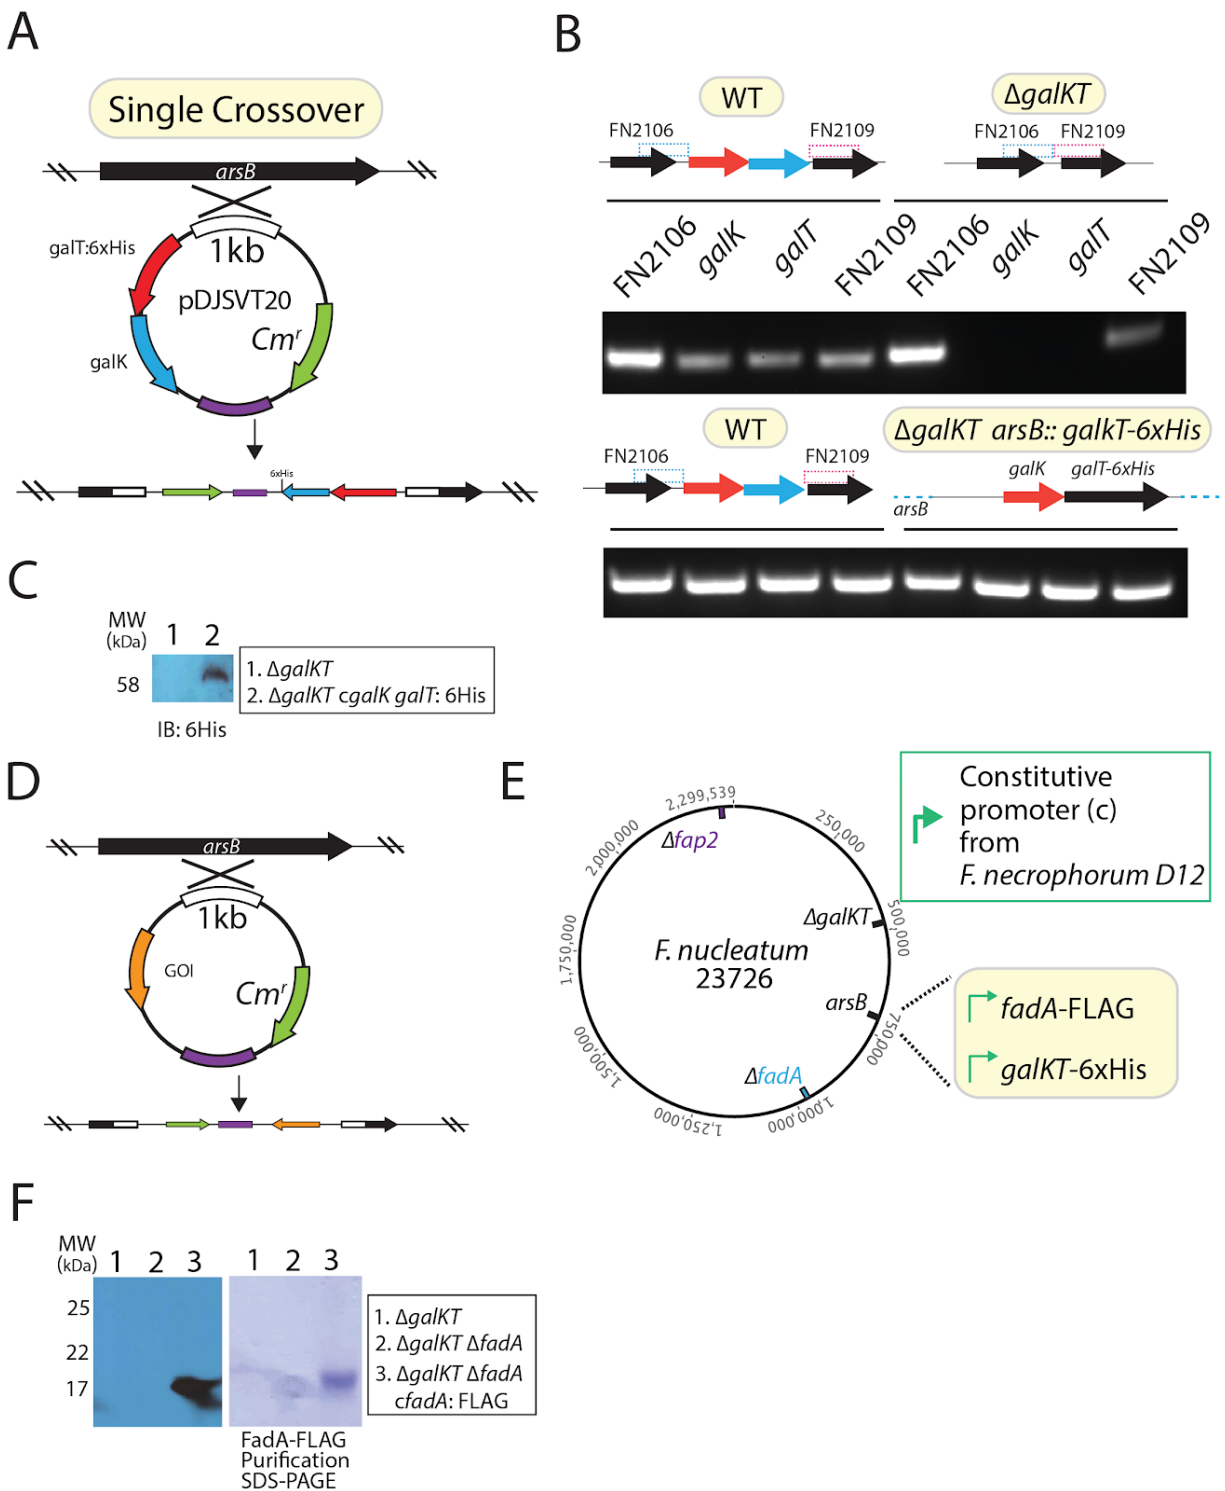 A
Single Crossover
arsB
1kb
galT:6xHis
pDJSVT20
Cmʳ
galK
6xHis
B
WT
ΔgalKT
FN2106
FN2109
FN2106
FN2109
FN2106
galK
galT
FN2109
FN2106
galK
galT
FN2109
WT
ΔgalKT arsB:: galkT-6xHis
FN2106
FN2109
galK
galT-6xHis
arsB
C
MW
(kDa)
1
2
58
1. ΔgalKT
2. ΔgalKT cgalK galT: 6His
IB: 6His
D
arsB
1kb
GOI
Cmʳ
E
2,299,539
250,000
500,000
750,000
1,000,000
1,250,000
1,500,000
1,750,000
2,000,000
Δfap2
ΔgalKT
F. nucleatum
23726
arsB
ΔfadA
Constitutive
promoter (c)
from
F. necrophorum D12
fadA-FLAG
galKT-6xHis
F
MW
(kDa)
1 2 3
1 2 3
25
22
17
1. ΔgalKT
2. ΔgalKT ΔfadA
3. ΔgalKT ΔfadA
cfadA: FLAG
FadA-FLAG
Purification
SDS-PAGE